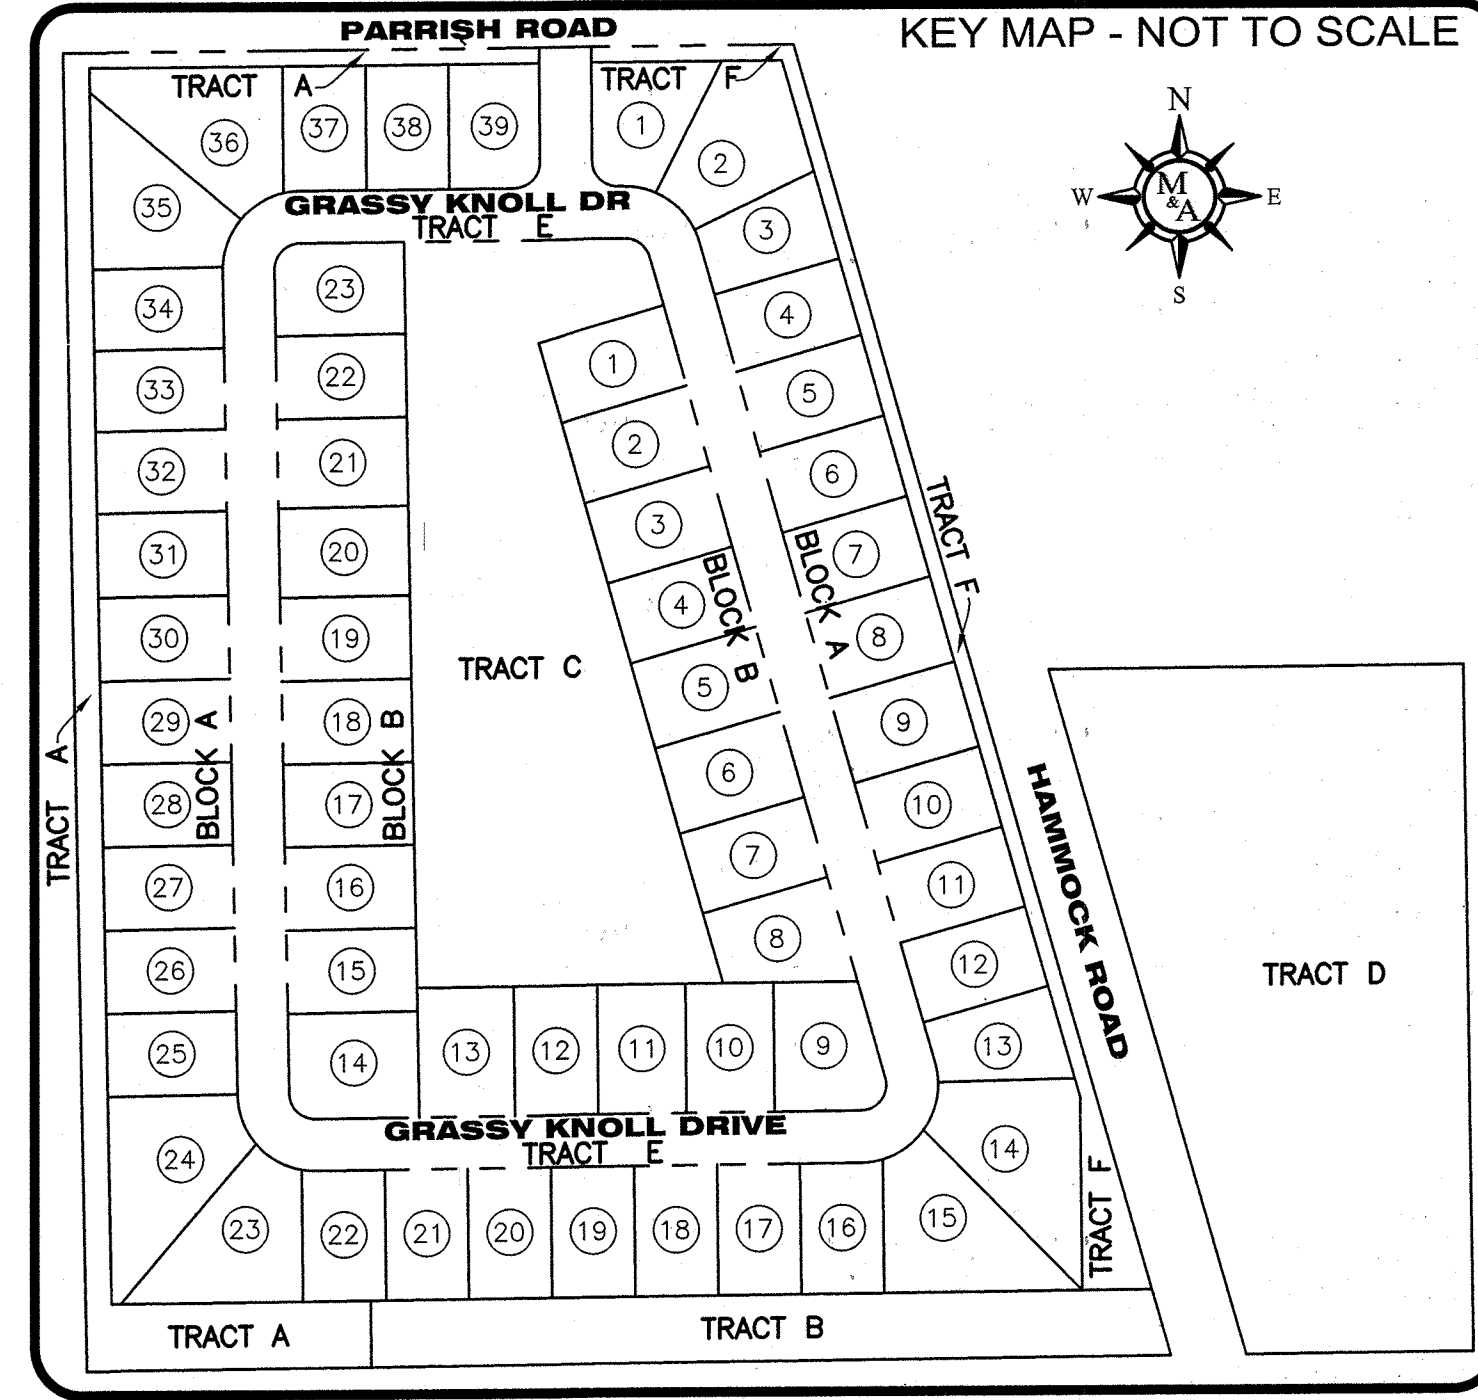 PARRISH ROAD
KEY MAP - NOT TO SCALE
TRACT A
TRACT F
36
37
38
39
1
2
N
W
M
&
A
E
S
35
GRASSY KNOLL DR
TRACT E
3
34
23
4
33
22
1
5
32
21
2
6
TRACT F
31
20
3
7
BLOCK B
BLOCK A
30
19
4
8
TRACT C
29
18
5
9
BLOCK A
BLOCK B
TRACT A
28
17
6
10
HAMMOCK ROAD
27
16
7
11
26
15
8
12
TRACT D
25
14
13
12
11
10
9
13
GRASSY KNOLL DRIVE
TRACT E
24
14
TRACT F
23
22
21
20
19
18
17
16
15
TRACT A
TRACT B